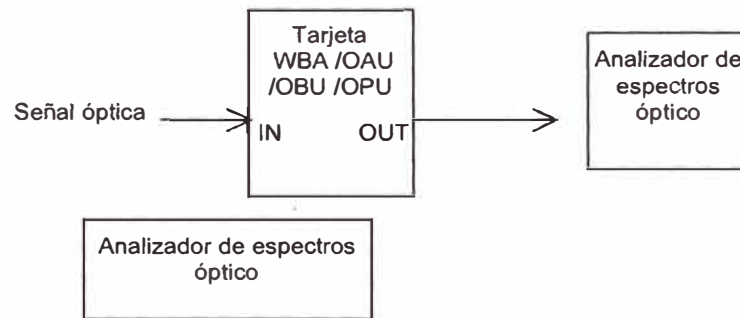 Tarjeta
WBA /OAU
/OBU /OPU
Señal óptica
IN OUT
Analizador de
espectros
óptico
Analizador de espectros
óptico